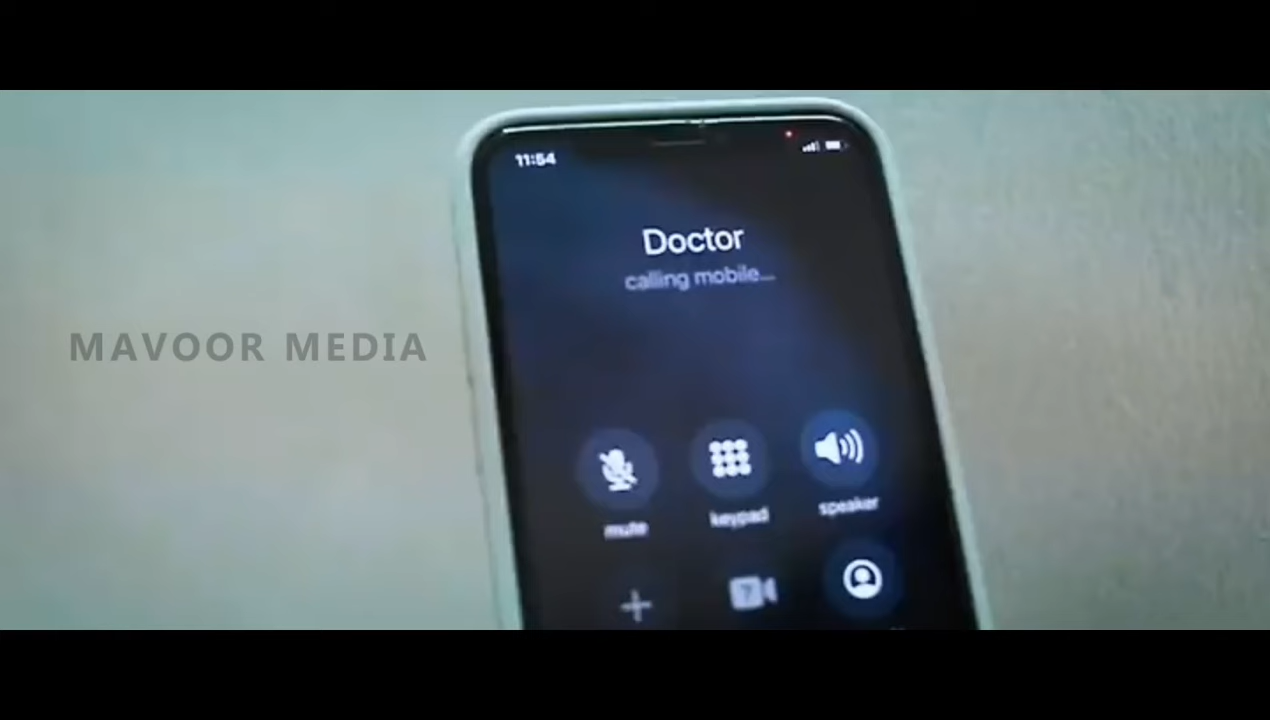 11:54
Doctor
calling mobile...
MAVOOR MEDIA
mute
keypad
speaker